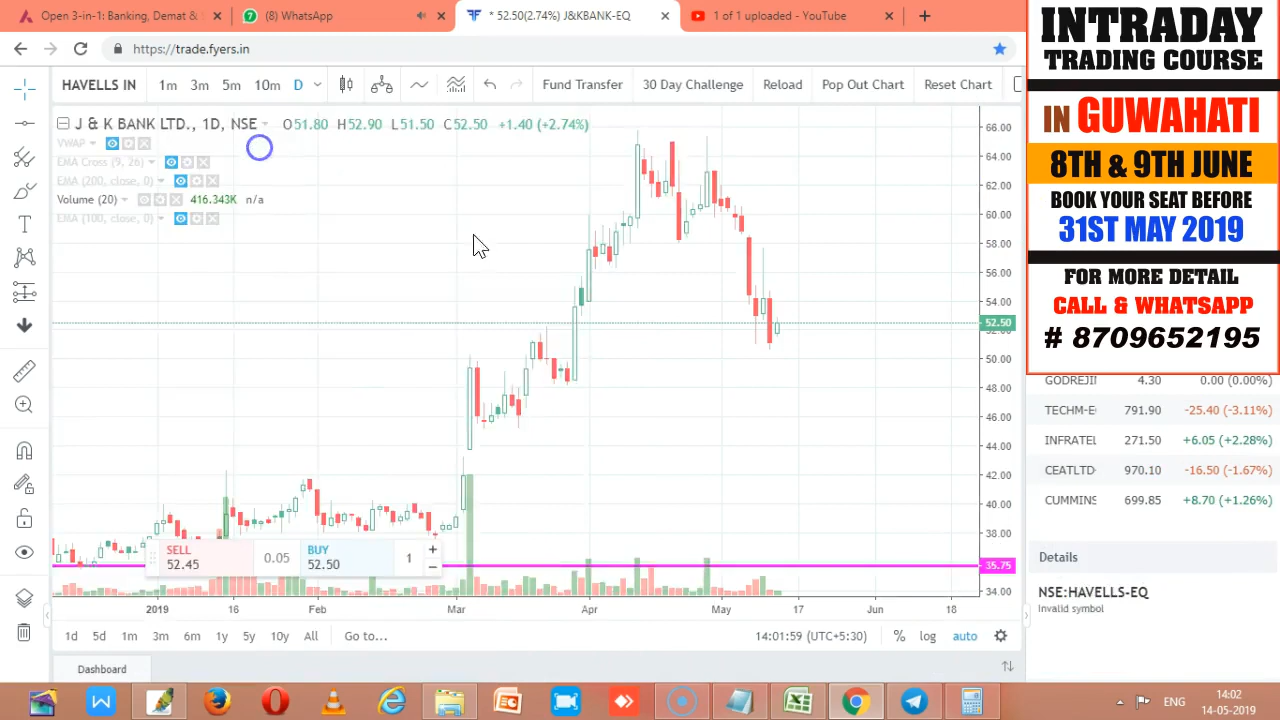 Open 3-in-1: Banking, Demat &
(8) WhatsApp
* 52.50(2.74%) J&KBANK-EQ
1 of 1 uploaded - YouTube
https://trade.fyers.in
HAVELLS IN
1m 3m 5m 10m D
Fund Transfer
30 Day Challenge
Reload
Pop Out Chart
Reset Chart
J & K BANK LTD., 1D, NSE
O51.80 H52.90 L51.50 C52.50 +1.40 (+2.74%)
VWAP
EMA Cross (9, 26)
EMA (200, close, 0)
Volume (20)
416.343K n/a
EMA (100, close, 0)
66.00
64.00
62.00
60.00
58.00
56.00
54.00
52.50
50.00
48.00
46.00
44.00
42.00
40.00
38.00
35.75
34.00
SELL
52.45
0.05
BUY
52.50
1
2019 16 Feb Mar Apr May 17 Jun 18
1d 5d 1m 3m 6m 1y 5y 10y All
Go to...
14:01:59 (UTC+5:30)
% log auto
Dashboard
INTRADAY
TRADING COURSE
IN GUWAHATI
8TH & 9TH JUNE
BOOK YOUR SEAT BEFORE
31ST MAY 2019
FOR MORE DETAIL
CALL & WHATSAPP
# 8709652195
4.30 0.00 (0.00%)
TECHM-E 791.90 -25.40 (-3.11%)
INFRATEL 271.50 +6.05 (+2.28%)
CEATLTD 970.10 -16.50 (-1.67%)
CUMMINS 699.85 +8.70 (+1.26%)
Details
NSE:HAVELLS-EQ
Invalid symbol
ENG
14:02
14-05-2019